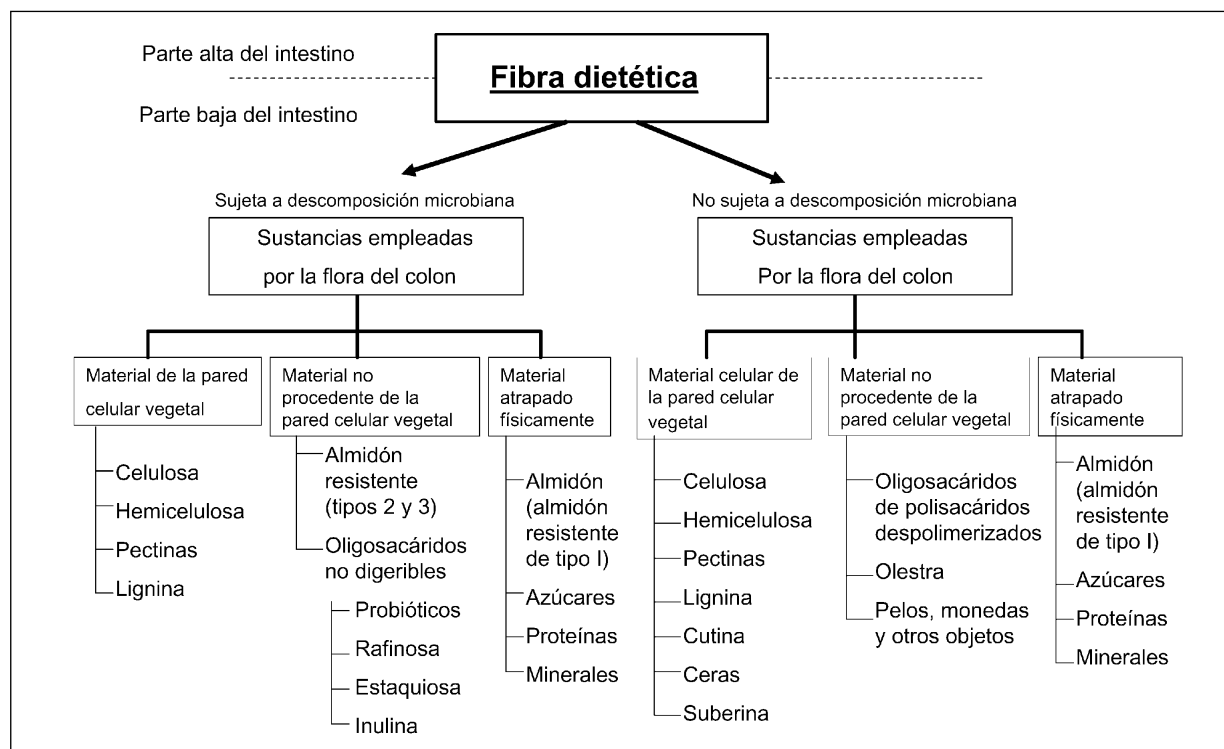 Parte alta del intestino
Fibra dietética
Parte baja del intestino
Sujeta a descomposición microbiana
Sustancias empleadas
por la flora del colon
No sujeta a descomposición microbiana
Sustancias empleadas
Por la flora del colon
Material de la pared
celular vegetal
Celulosa
Hemicelulosa
Pectinas
Lignina
Material no
procedente de la
pared celular vegetal
Almidón
resistente
(tipos 2 y 3)
Oligosacáridos
no digeribles
Probióticos
Rafinosa
Estaquiosa
Inulina
Material
atrapado
físicamente
Almidón
(almidón
resistente
de tipo I)
Azúcares
Proteínas
Minerales
Material celular de
la pared celular
vegetal
Celulosa
Hemicelulosa
Pectinas
Lignina
Cutina
Ceras
Suberina
Material no
procedente de la
pared celular vegetal
Oligosacáridos
de polisacáridos
despolimerizados
Olestra
Pelos, monedas
y otros objetos
Material
atrapado
físicamente
Almidón
(almidón
resistente
de tipo I)
Azúcares
Proteínas
Minerales